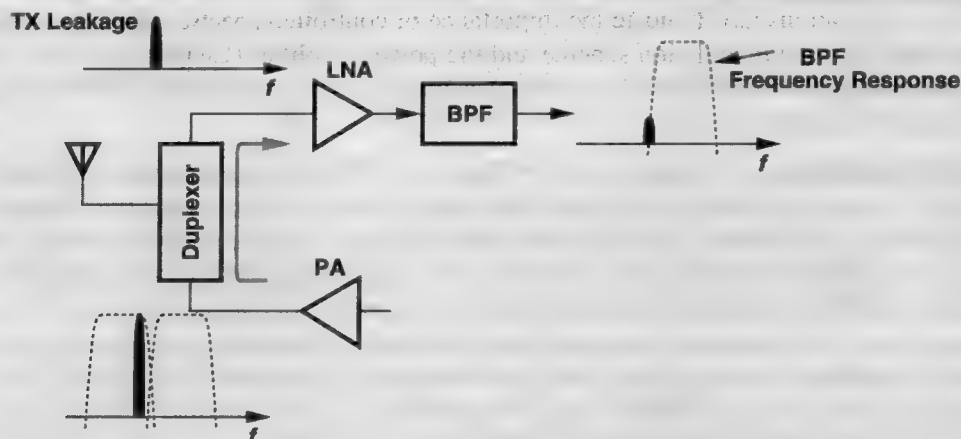 TX Leakage
f
LNA
BPF
BPF
Frequency Response
f
Duplexer
PA
f